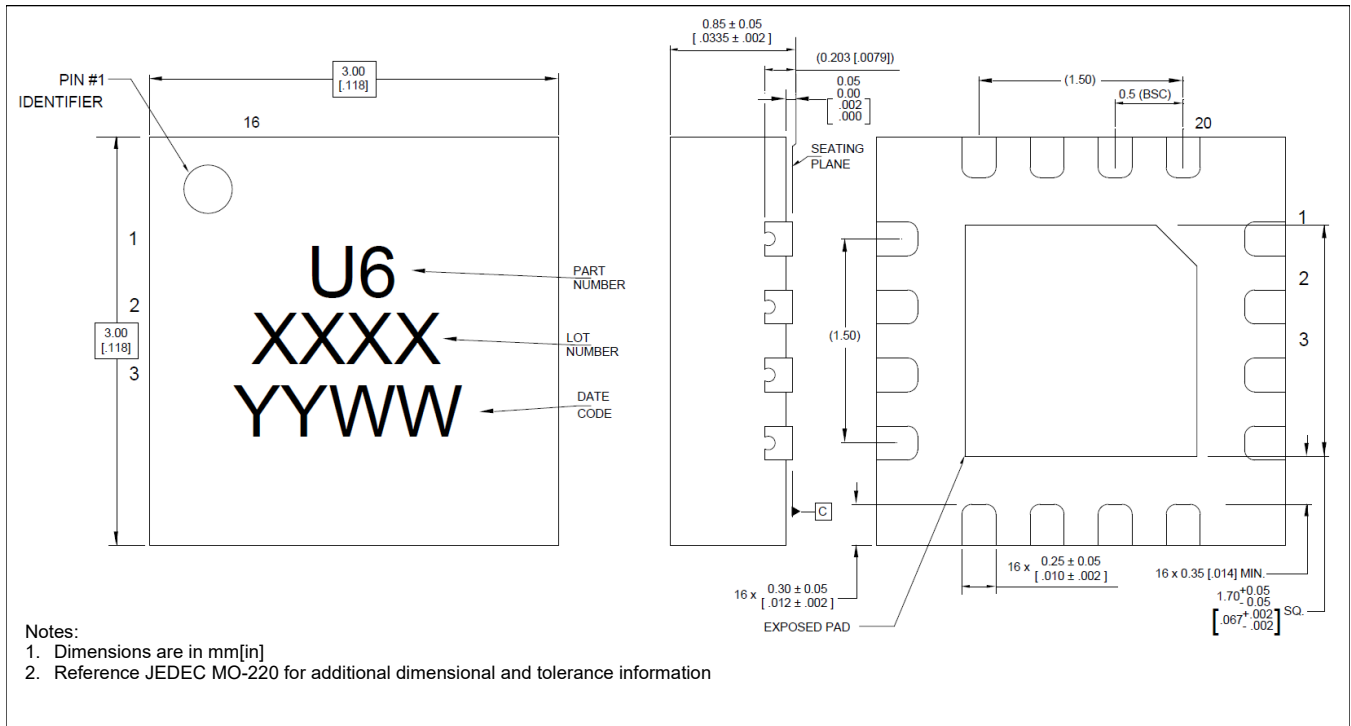 PIN #1
IDENTIFIER
3.00
[.118]
16
3.00
[.118]
1
2
3
U6
XXXX
YYWW
PART
NUMBER
LOT
NUMBER
DATE
CODE
0.85 ± 0.05
[ .0335 ± .002 ]
(0.203 [.0079])
0.05
0.00
[ .002
.000 ]
SEATING
PLANE
C
(1.50)
0.5 (BSC)
20
1
2
3
(1.50)
16 x 0.30 ± 0.05
[ .012 ± .002 ]
16 x 0.25 ± 0.05
[ .010 ± .002 ]
EXPOSED PAD
16 x 0.35 [.014] MIN.
1.70 +0.05
- 0.05
[ .067 +.002
- .002 ] SQ.
Notes:
1. Dimensions are in mm[in]
2. Reference JEDEC MO-220 for additional dimensional and tolerance information